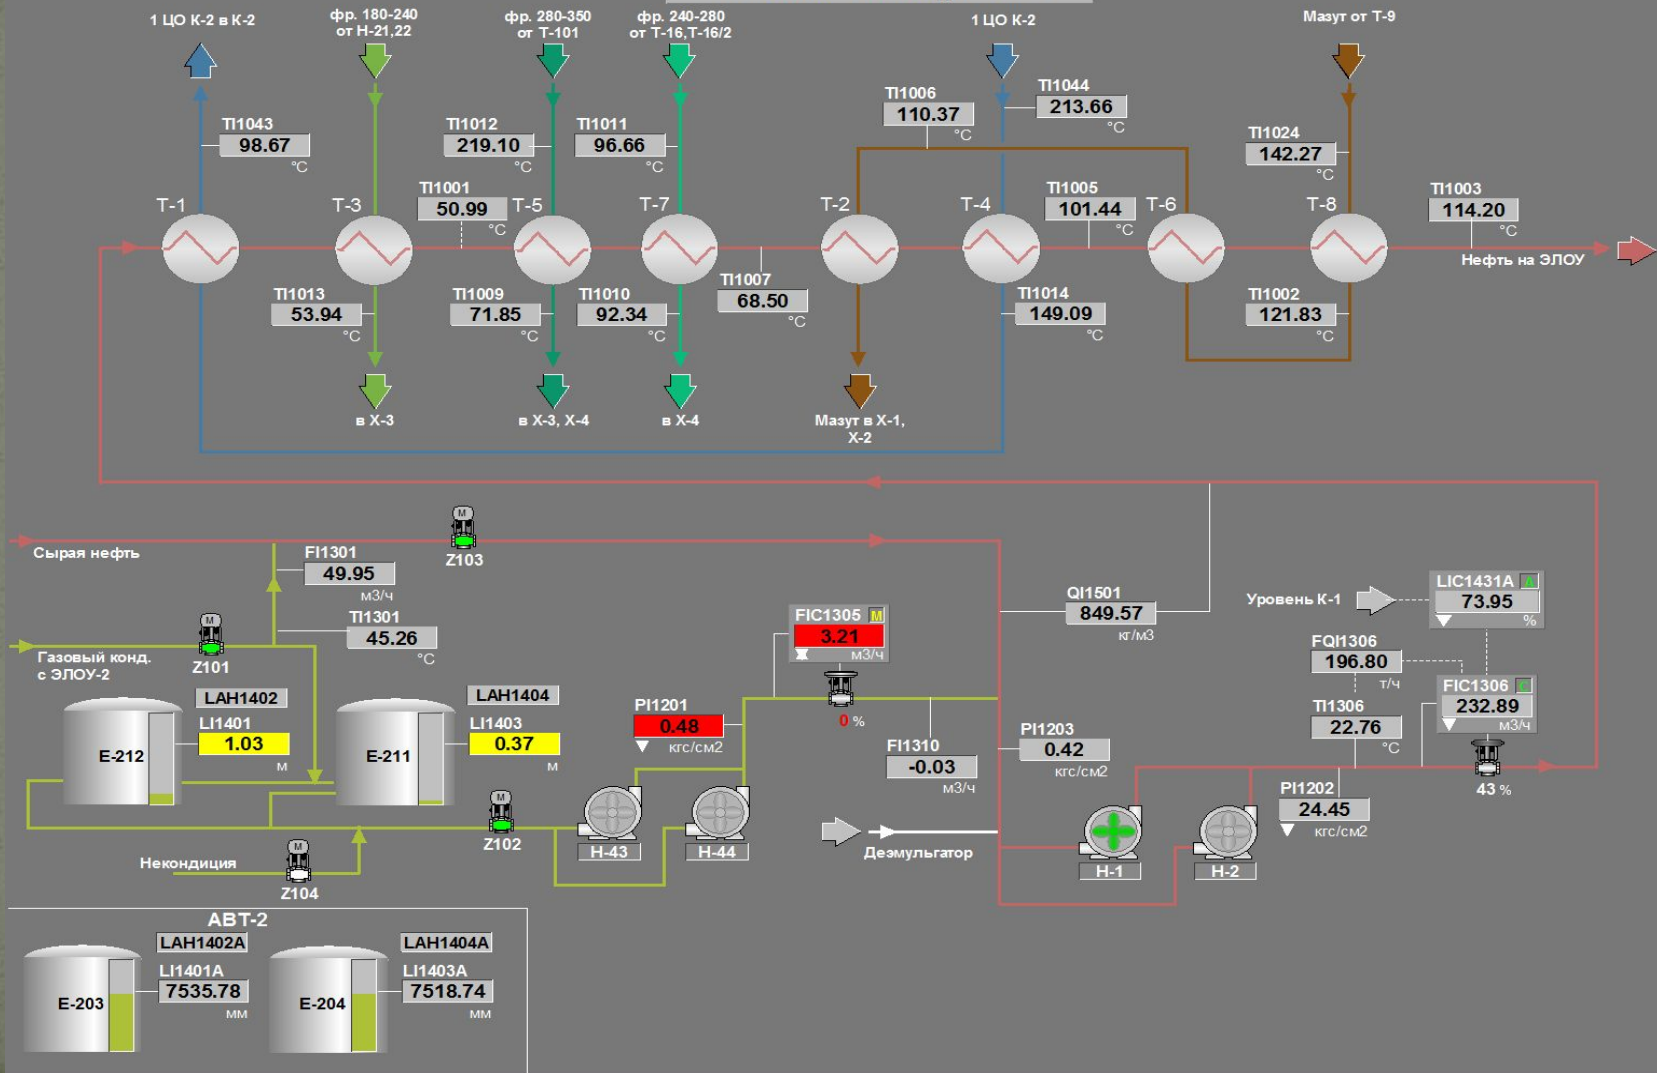 1 ЦО К-2 в К-2
фр. 180-240
от Н-21,22
фр. 280-350
от Т-101
фр. 240-280
от Т-16,Т-16/2
1 ЦО К-2
Мазут от Т-9
TI1043
98.67
°C
TI1012
219.10
°C
TI1011
96.66
°C
TI1006
110.37
°C
TI1044
213.66
°C
TI1024
142.27
°C
T-1
T-3
TI1001
50.99
°C
T-5
T-7
T-2
T-4
TI1005
101.44
°C
T-6
T-8
TI1003
114.20
°C
Нефть на ЭЛОУ
TI1013
53.94
°C
TI1009
71.85
°C
TI1010
92.34
°C
TI1007
68.50
°C
TI1014
149.09
°C
TI1002
121.83
°C
в Х-3
в Х-3, Х-4
в Х-4
Мазут в Х-1,
Х-2
Сырая нефть
M
Z103
FI1301
49.95
м3/ч
TI1301
45.26
°C
M
Z101
Газовый конд.
с ЭЛОУ-2
LAH1402
LI1401
1.03
м
E-212
LAH1404
LI1403
0.37
м
E-211
M
Z102
Некондиция
M
Z104
PI1201
0.48
кгс/см2
H-43
H-44
FIC1305 M
3.21
м3/ч
0 %
FI1310
-0.03
м3/ч
Деэмульгатор
QI1501
849.57
кг/м3
PI1203
0.42
кгс/см2
H-1
H-2
Уровень К-1
LIC1431A A
73.95
%
FQI1306
196.80
т/ч
TI1306
22.76
°C
FIC1306
232.89
м3/ч
43 %
PI1202
24.45
кгс/см2
АВТ-2
LAH1402A
LI1401A
7535.78
мм
E-203
LAH1404A
LI1403A
7518.74
мм
E-204